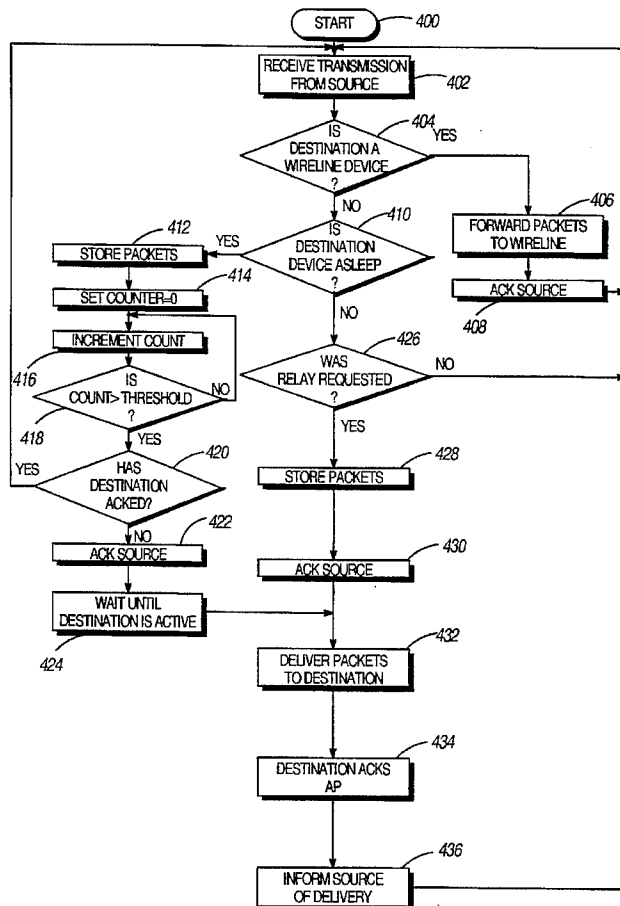 START
400
RECEIVE TRANSMISSION
FROM SOURCE
402
IS
DESTINATION A
WIRELINE DEVICE
?
404
YES
NO
406
FORWARD PACKETS
TO WIRELINE
ACK SOURCE
408
IS
DESTINATION
DEVICE ASLEEP
?
410
YES
NO
412
STORE PACKETS
414
SET COUNTER=0
INCREMENT COUNT
416
IS
COUNT> THRESHOLD
?
418
NO
YES
420
HAS
DESTINATION
ACKED?
YES
NO
422
ACK SOURCE
WAIT UNTIL
DESTINATION IS ACTIVE
424
426
WAS
RELAY REQUESTED
?
NO
YES
428
STORE PACKETS
430
ACK SOURCE
432
DELIVER PACKETS
TO DESTINATION
434
DESTINATION ACKS
AP
436
INFORM SOURCE
OF DELIVERY